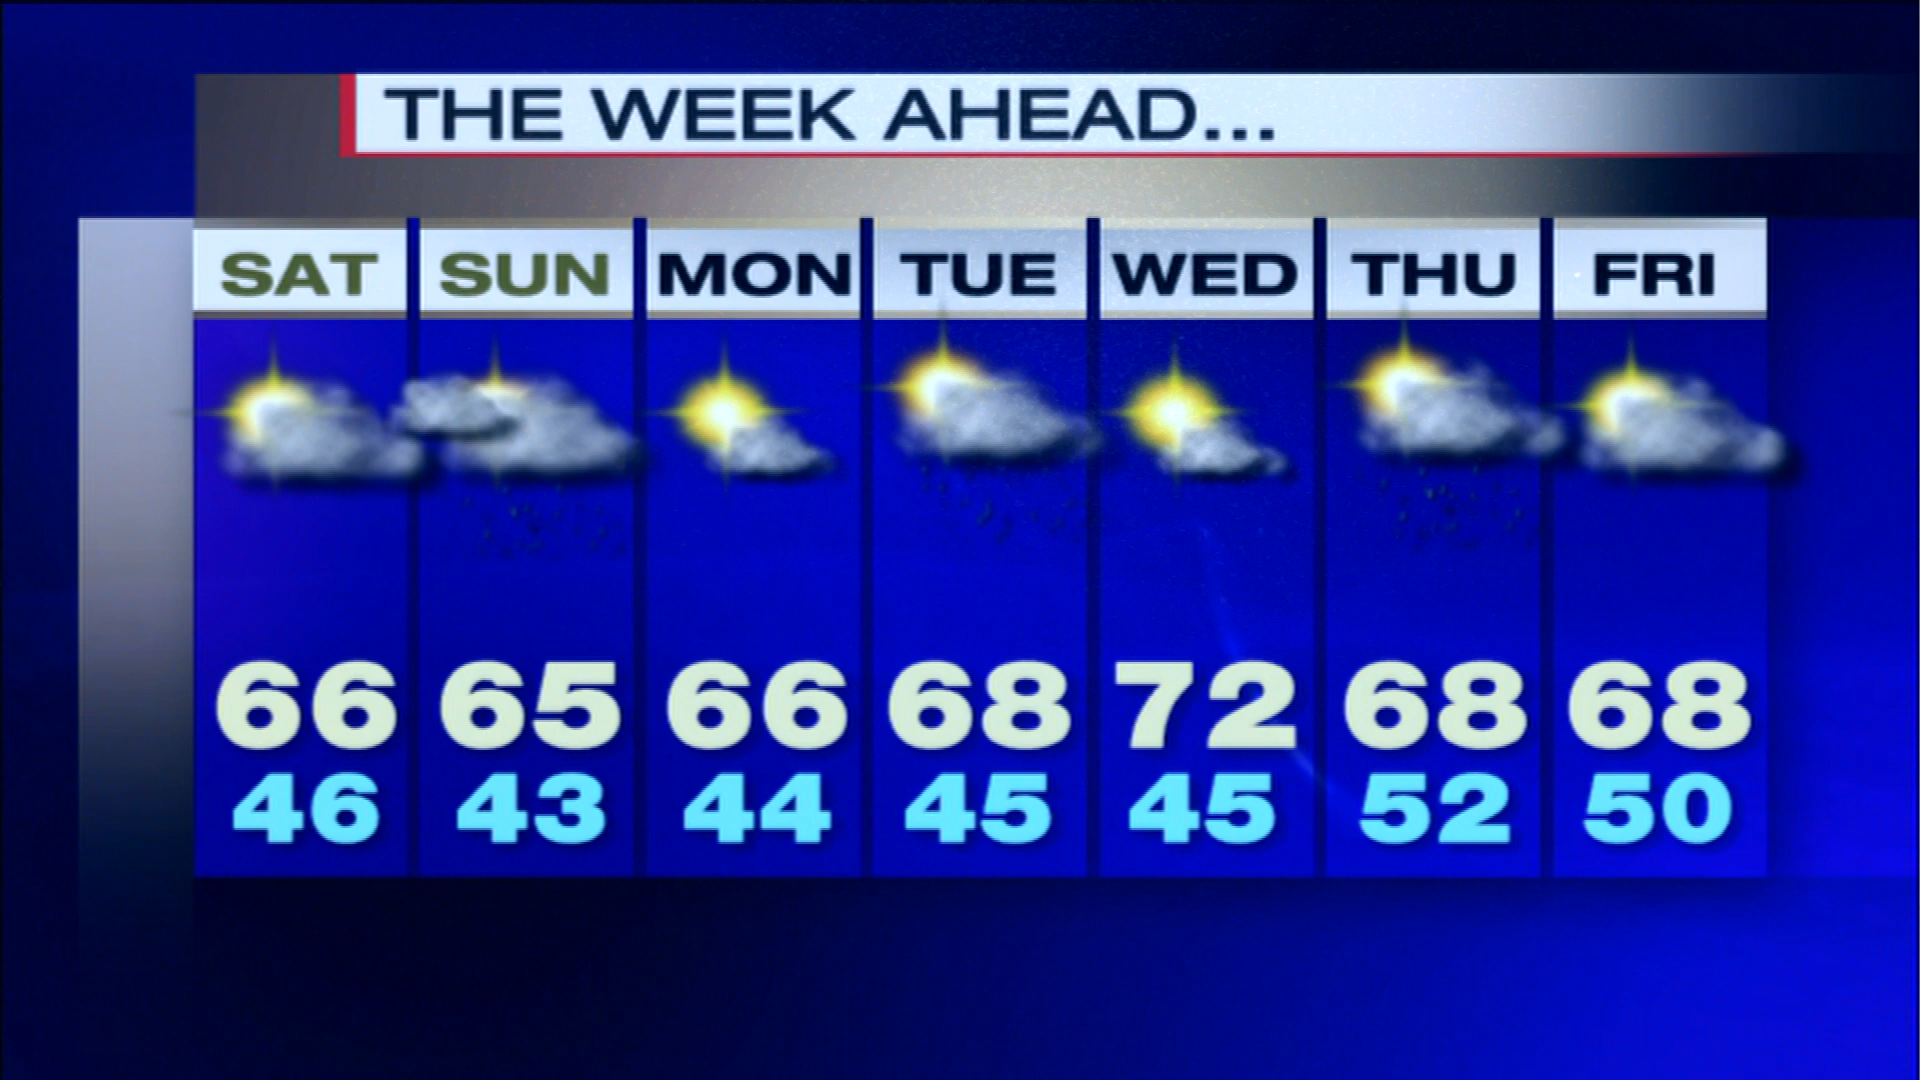 THE WEEK AHEAD...
SAT SUN MON TUE WED THU FRI
66 65 66 68 72 68 68
46 43 44 45 45 52 50